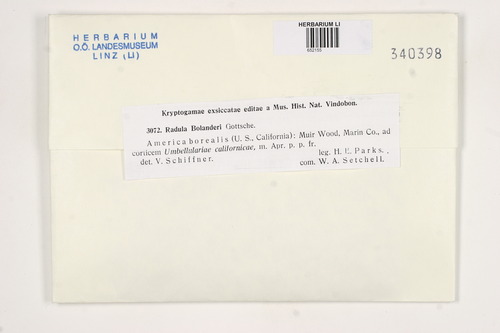 HERBARIUM
O.Ö. LANDESMUSEUM
LINZ (LI)
HERBARIUM LI
340398
Kryptogamae exsiccatae editae a Mus. Hist. Nat. Vindobon.
3072. Radula Bolanderi Gottsche.
America borealis (U. S., California): Muir Wood, Marin Co., ad
corticem Umbellulariae californicae, m. Apr. p. p. fr.
leg. H. E. Parks.,
det. V. Schiffner.
com. W. A. Setchell.